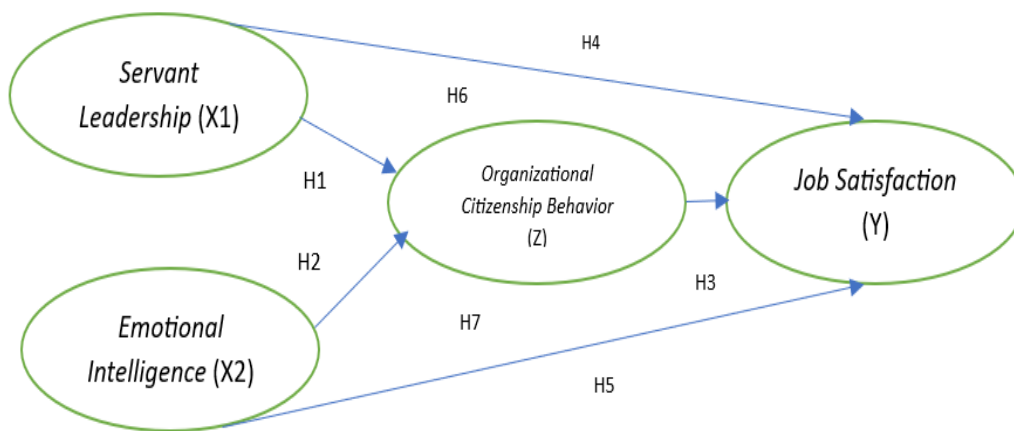 H4
Servant
Leadership (X1)
H6
Organizational
Citizenship Behavior
(Z)
Job Satisfaction
(Y)
H1
H2
H3
Emotional
Intelligence (X2)
H7
H5